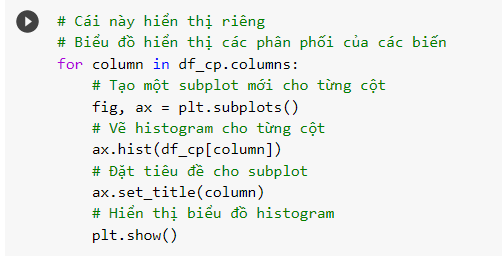 # Cái này hiển thị riêng
# Biểu đồ hiển thị các phân phối của các biến
for column in df_cp.columns:
    # Tạo một subplot mới cho từng cột
    fig, ax = plt.subplots()
    # Vẽ histogram cho từng cột
    ax.hist(df_cp[column])
    # Đặt tiêu đề cho subplot
    ax.set_title(column)
    # Hiển thị biểu đồ histogram
    plt.show()